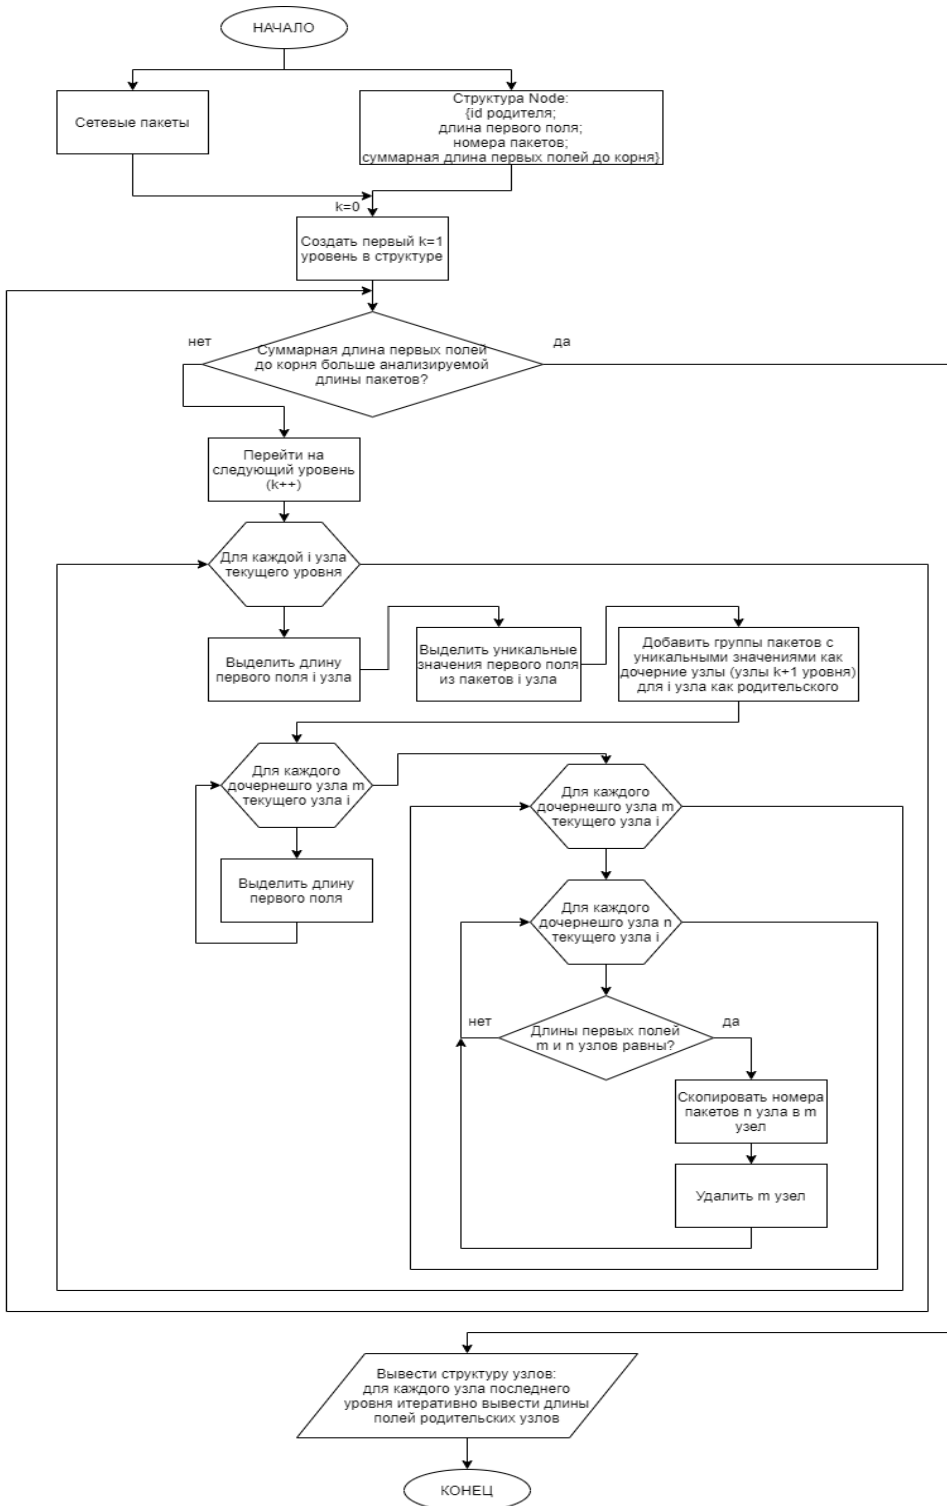 НАЧАЛО
Сетевые пакеты
Структура Node:
{id родителя;
длина первого поля;
номера пакетов;
суммарная длина первых полей до корня}
k=0
Создать первый k=1
уровень в структуре
нет
да
Суммарная длина первых полей
до корня больше анализируемой
длины пакетов?
Перейти на
следующий уровень
(k++)
Для каждой i узла
текущего уровня
Выделить длину
первого поля i узла
Выделить уникальные
значения первого поля
из пакетов i узла
Добавить группы пакетов с
уникальными значениями как
дочерние узлы (узлы k+1 уровня)
для i узла как родительского
Для каждого
дочернешго узла m
текущего узла i
Выделить длину
первого поля
Для каждого
дочернешго узла m
текущего узла i
Для каждого
дочернешго узла n
текущего узла i
нет
да
Длины первых полей
m и n узлов равны?
Скопировать номера
пакетов n узла в m
узел
Удалить m узел
Вывести структуру узлов:
для каждого узла последнего
уровня итеративно вывести длины
полей родительских узлов
КОНЕЦ